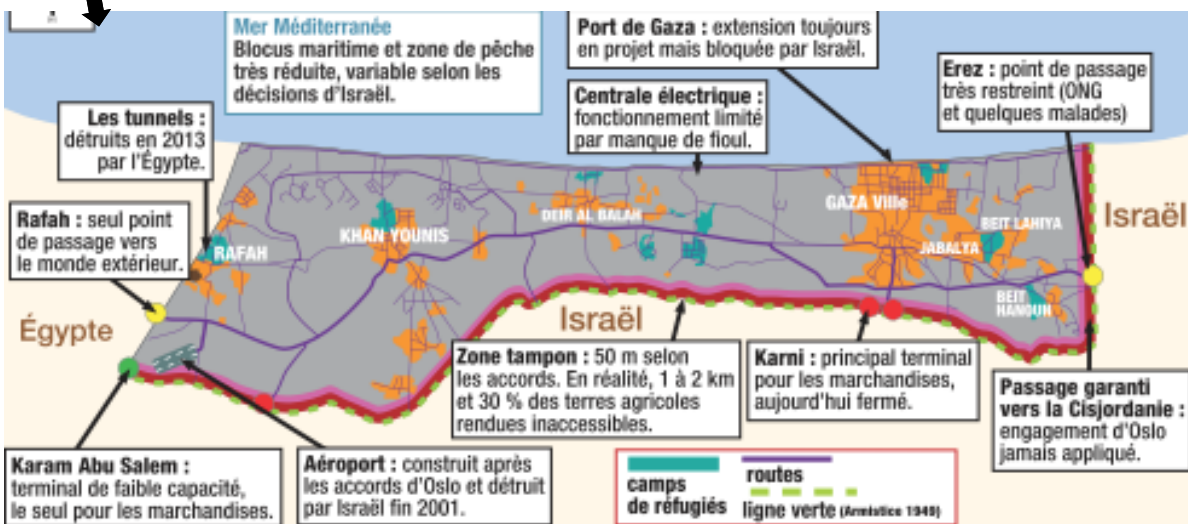 Mer Méditerranée
Blocus maritime et zone de pêche
très réduite, variable selon les
décisions d'Israël.
Port de Gaza : extension toujours
en projet mais bloquée par Israël.
Erez : point de passage
très restreint (ONG
et quelques malades)
Centrale électrique :
fonctionnement limité
par manque de fioul.
Les tunnels :
détruits en 2013
par l'Égypte.
Rafah : seul point
de passage vers
le monde extérieur.
RAFAH
KHAN YOUNIS
DEIR AL BALAH
GAZA Ville
JABALYA
BEIT LAHIYA
BEIT
HANOUH
Israël
Égypte
Israël
Zone tampon : 50 m selon
les accords. En réalité, 1 à 2 km
et 30 % des terres agricoles
rendues inaccessibles.
Karni : principal terminal
pour les marchandises,
aujourd'hui fermé.
Passage garanti
vers la Cisjordanie :
engagement d'Oslo
jamais appliqué.
Karam Abu Salem :
terminal de faible capacité,
le seul pour les marchandises.
Aéroport : construit après
les accords d'Oslo et détruit
par Israël fin 2001.
camps
de réfugiés
routes
ligne verte (Armistice 1949)